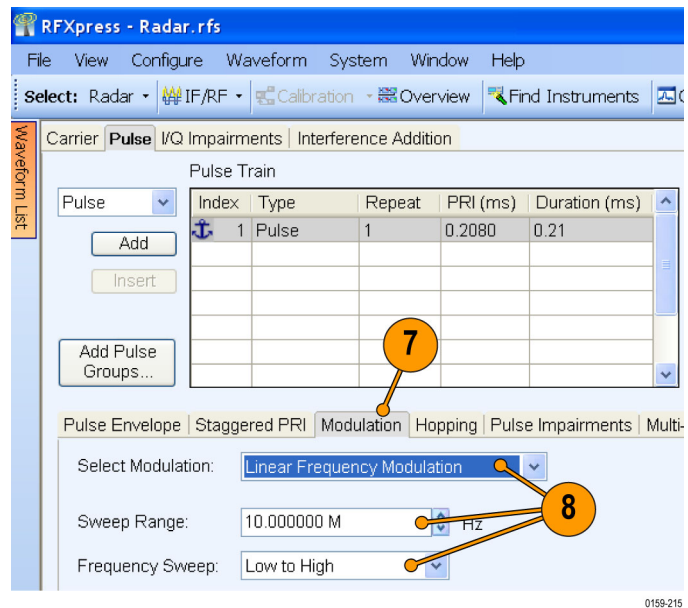 RFXpress - Radar.rfs
File View Configure Waveform System Window Help
Select: Radar IF/RF Calibration Overview Find Instruments
Waveform List
Carrier Pulse I/Q Impairments Interference Addition
Pulse Train
Pulse
Index Type Repeat PRI (ms) Duration (ms)
1 Pulse 1 0.2080 0.21
Add
Insert
Add Pulse
Groups...
7
Pulse Envelope Staggered PRI Modulation Hopping Pulse Impairments Multi-
Select Modulation: Linear Frequency Modulation
8
Sweep Range: 10.000000 M Hz
Frequency Sweep: Low to High
0159-215